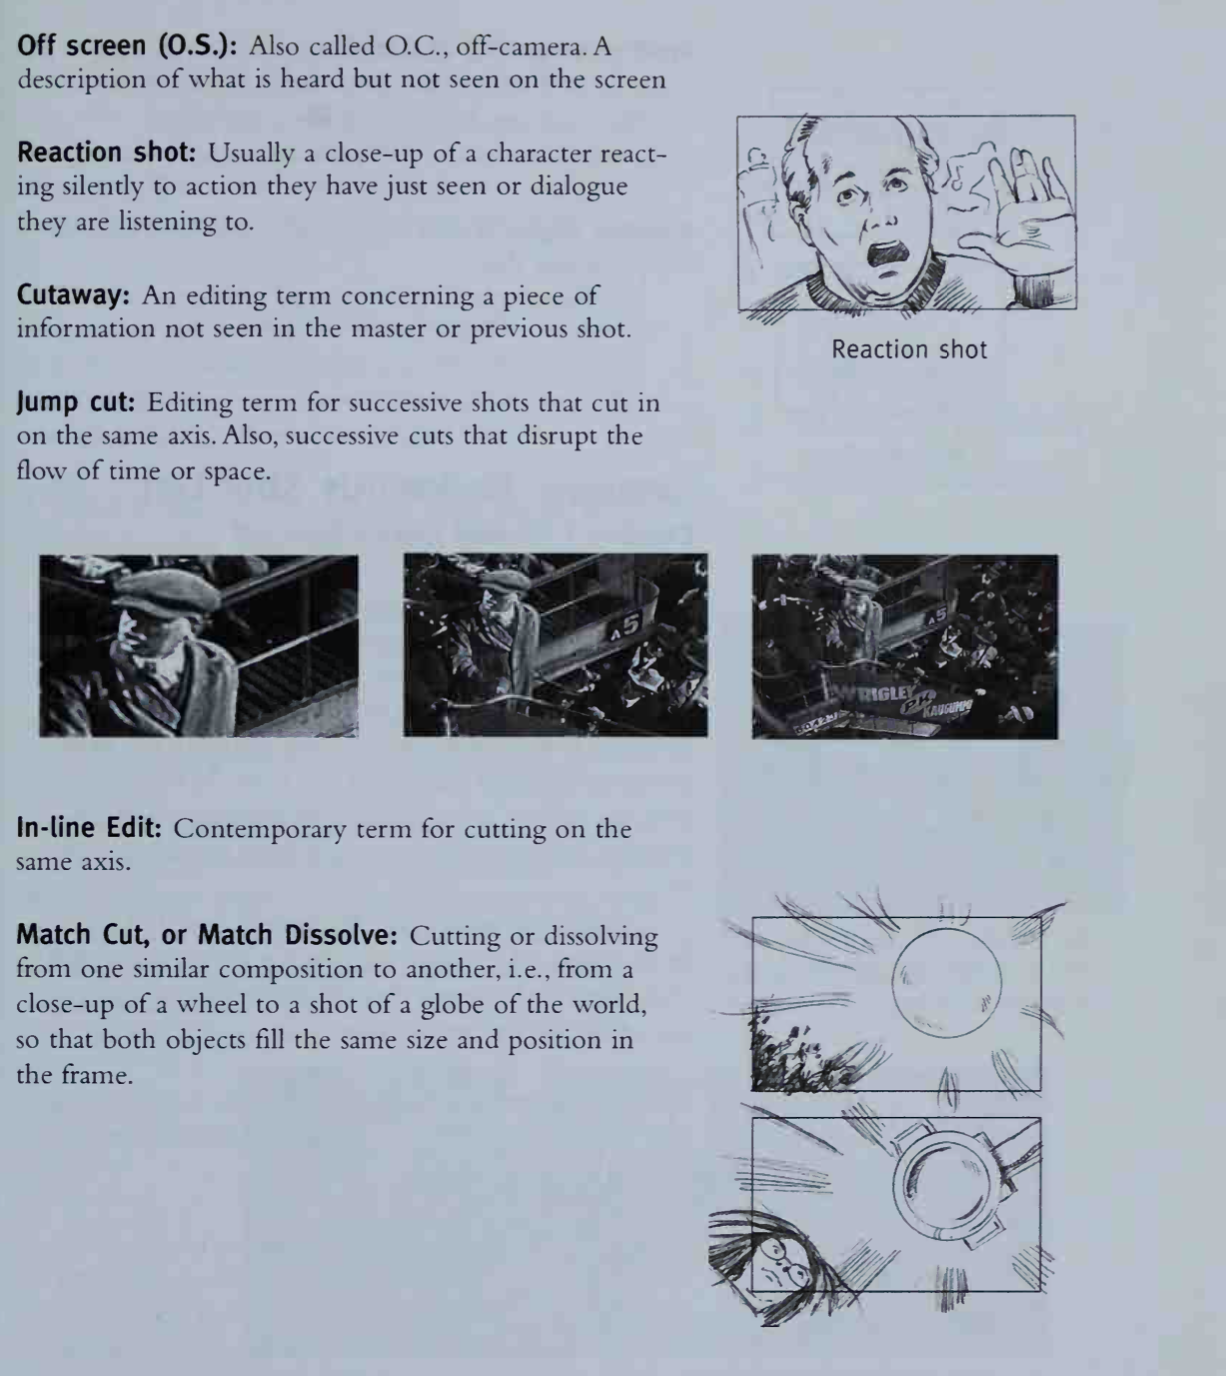 Off screen (O.S.): Also called O.C., off-camera. A
description of what is heard but not seen on the screen
Reaction shot: Usually a close-up of a character react-
ing silently to action they have just seen or dialogue
they are listening to.
Reaction shot
Cutaway: An editing term concerning a piece of
information not seen in the master or previous shot.
Jump cut: Editing term for successive shots that cut in
on the same axis. Also, successive cuts that disrupt the
flow of time or space.
A5
A5
WRIGLEY
KAUGUMMI
In-line Edit: Contemporary term for cutting on the
same axis.
Match Cut, or Match Dissolve: Cutting or dissolving
from one similar composition to another, i.e., from a
close-up of a wheel to a shot of a globe of the world,
so that both objects fill the same size and position in
the frame.